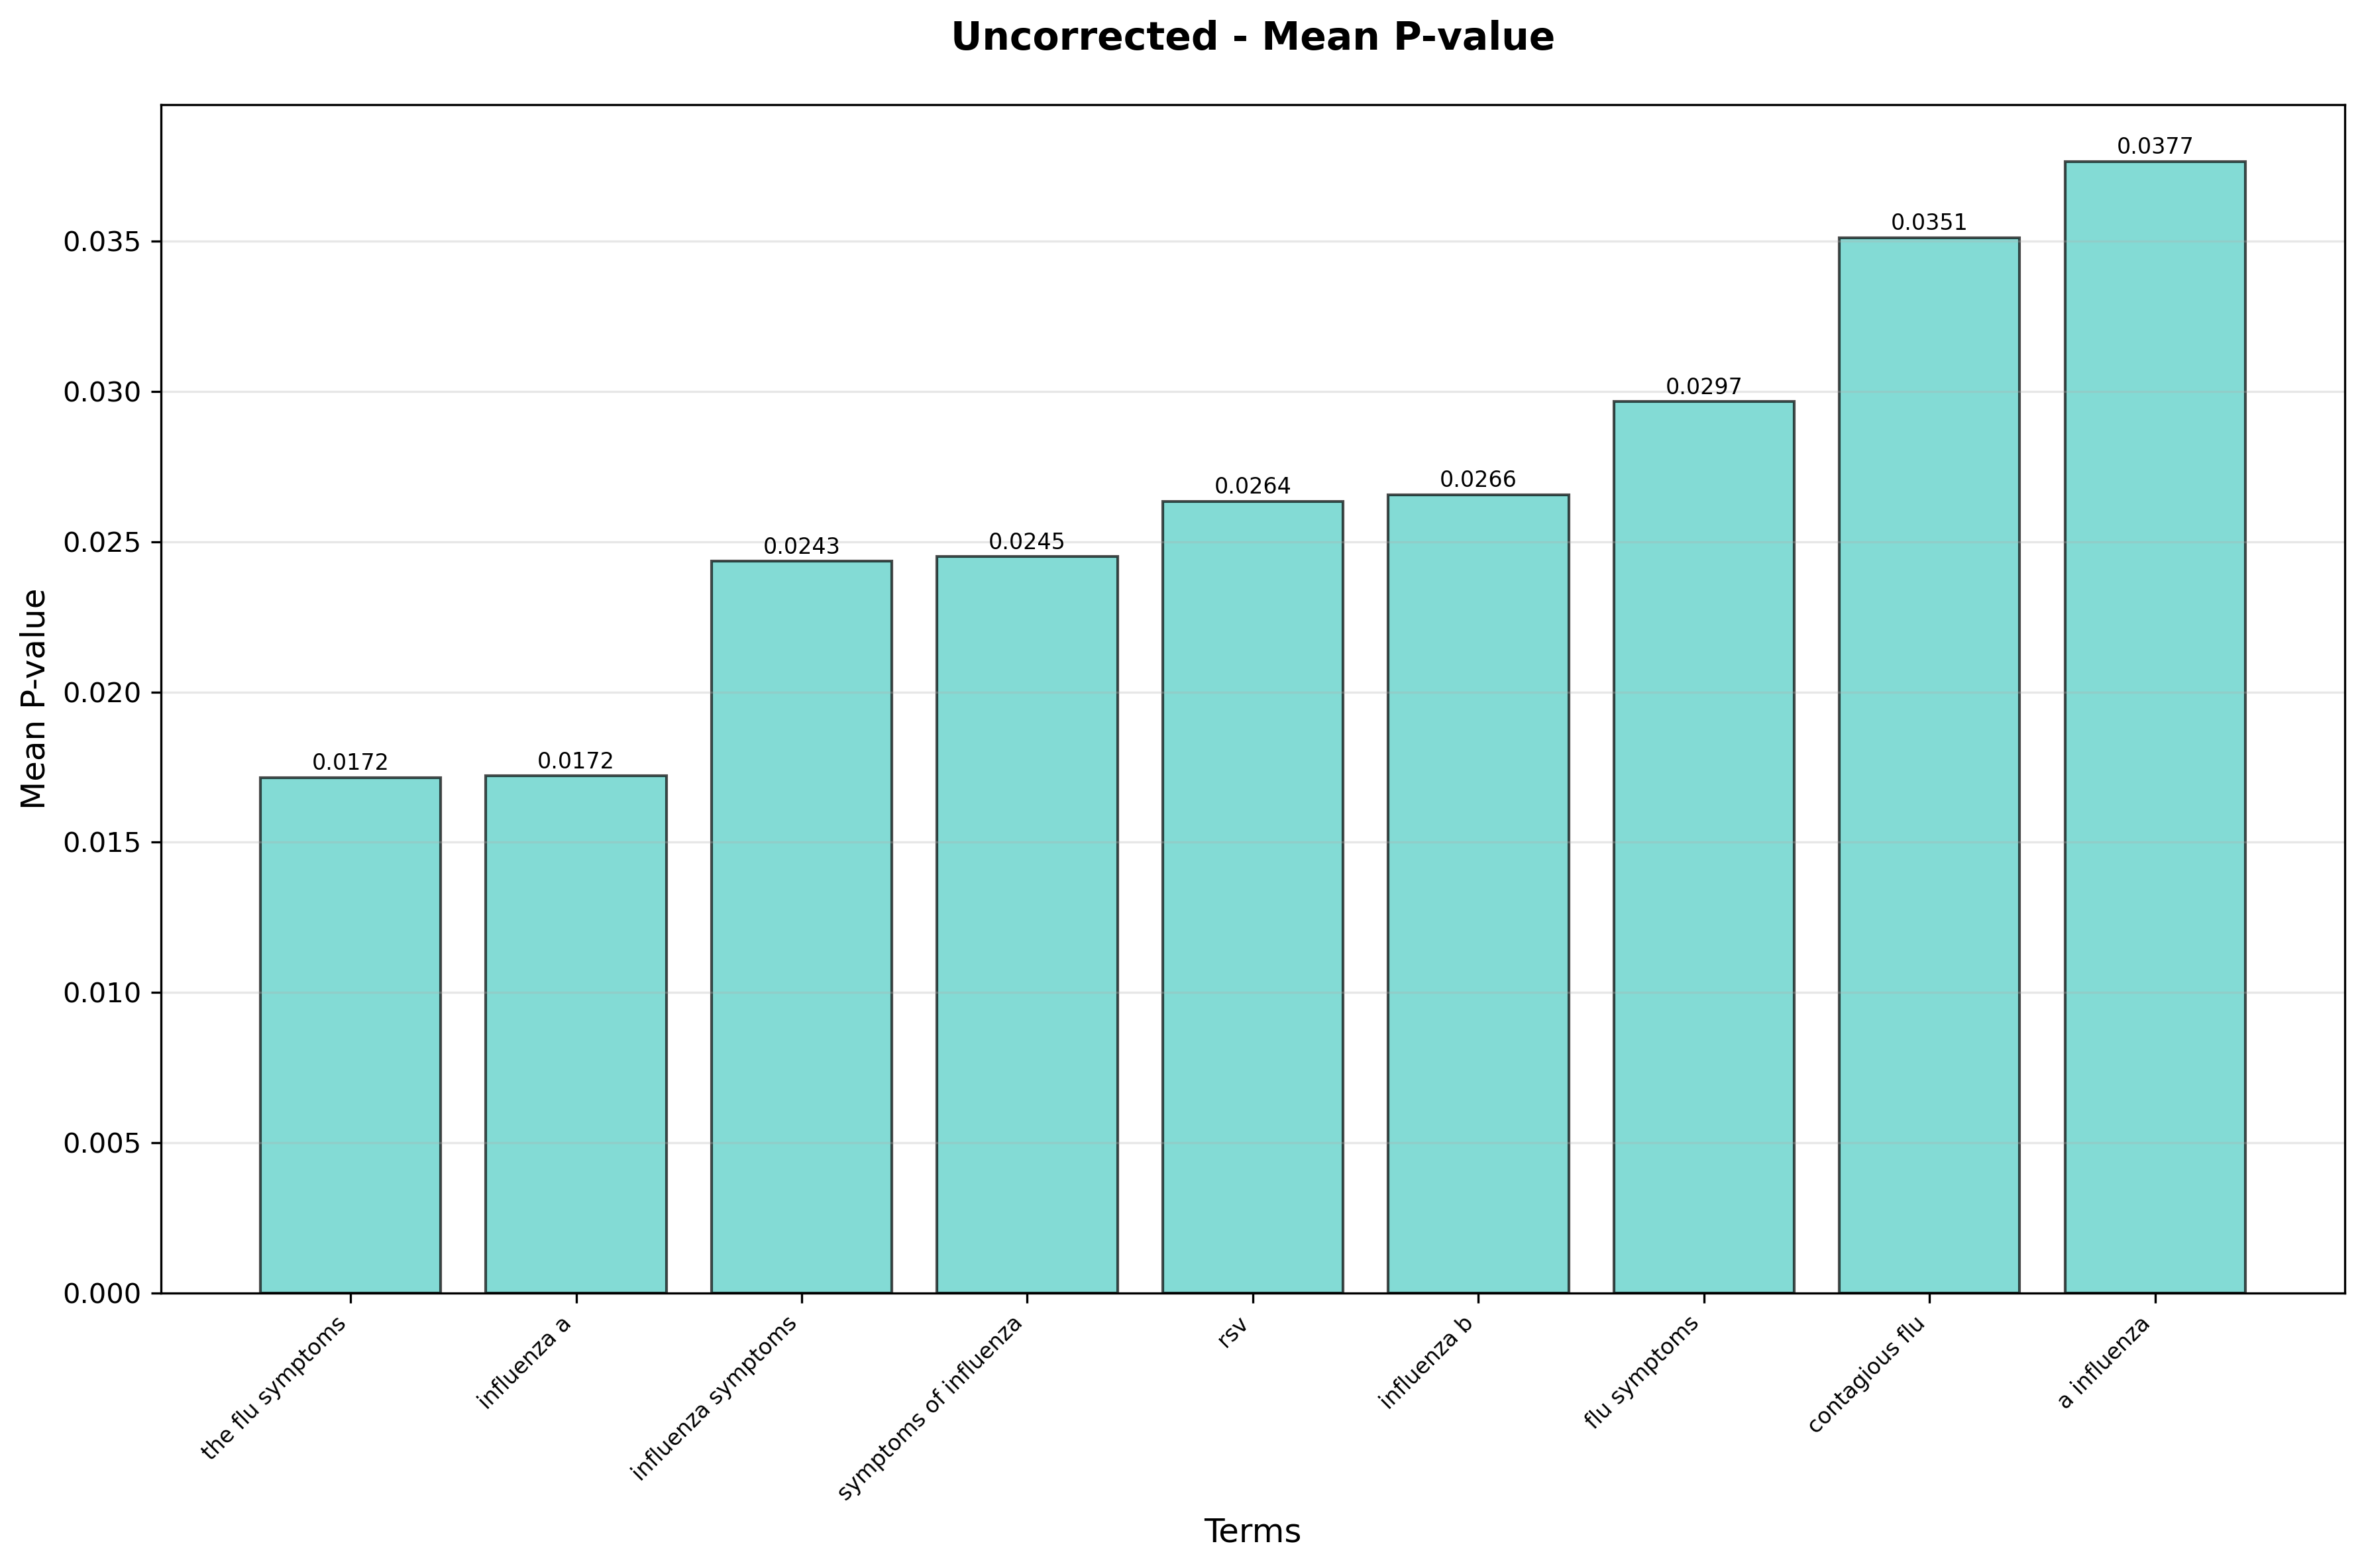 Uncorrected - Mean P-value
Mean P-value
0.035
0.030
0.025
0.020
0.015
0.010
0.005
0.000
0.0172
0.0172
0.0243
0.0245
0.0264
0.0266
0.0297
0.0351
0.0377
the flu symptoms
influenza a
influenza symptoms
symptoms of influenza
rsv
influenza b
flu symptoms
contagious flu
a influenza
Terms